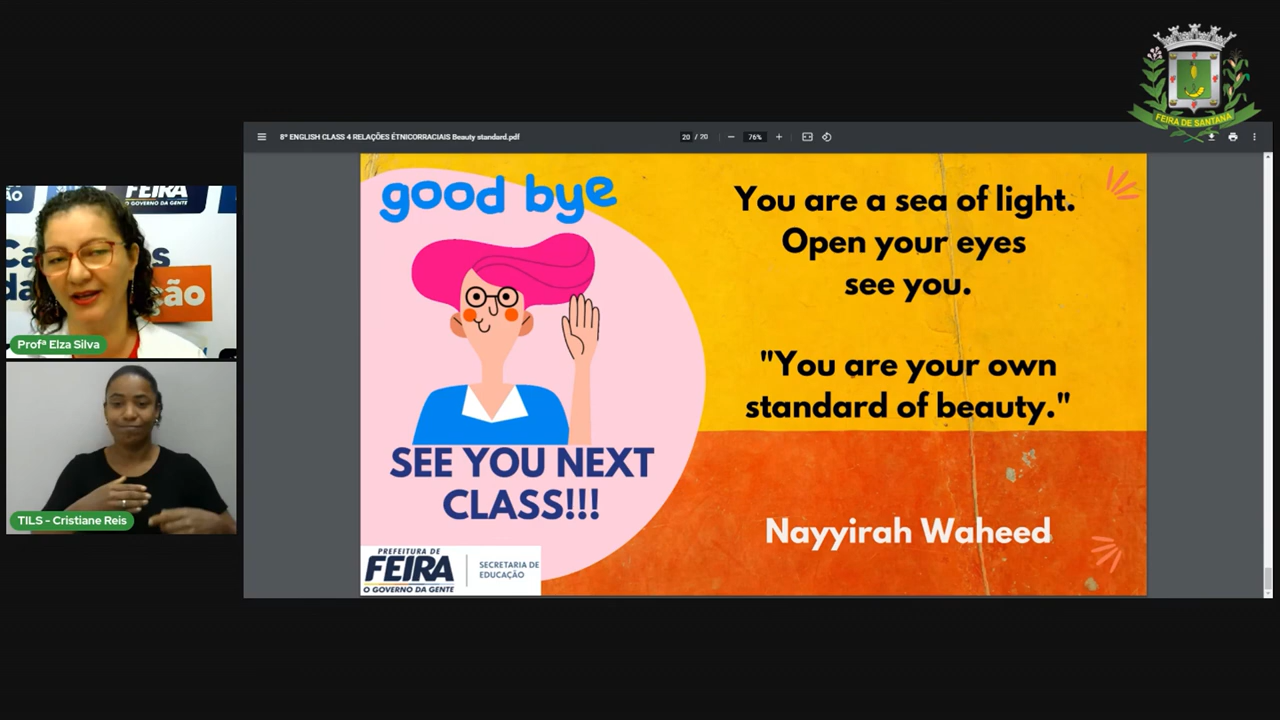 FEIRA DE SANTANA
8º ENGLISH CLASS 4 RELAÇÕES ÉTNICORRACIAIS Beauty standard.pdf
20 / 20
76%
FEIRA
O GOVERNO DA GENTE
Profª Elza Silva
TILS - Cristiane Reis
good bye
SEE YOU NEXT
CLASS!!!
PREFEITURA DE
FEIRA
O GOVERNO DA GENTE
SECRETARIA DE
EDUCAÇÃO
You are a sea of light.
Open your eyes
see you.
"You are your own
standard of beauty."
Nayyirah Waheed